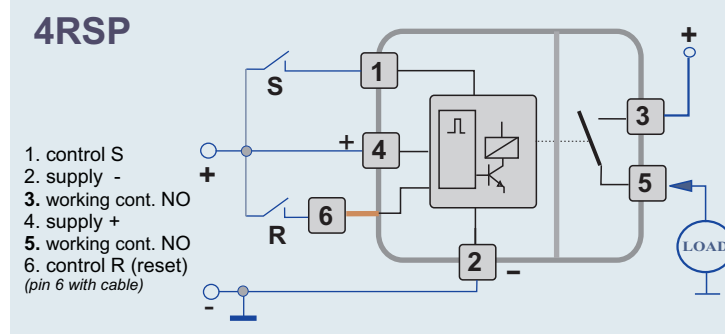 4RSP
+
S
1
3
+
4
+
5
1. control S
2. supply -
3. working cont. NO
4. supply +
5. working cont. NO
6. control R (reset)
(pin 6 with cable)
R
6
2
-
LOAD
-